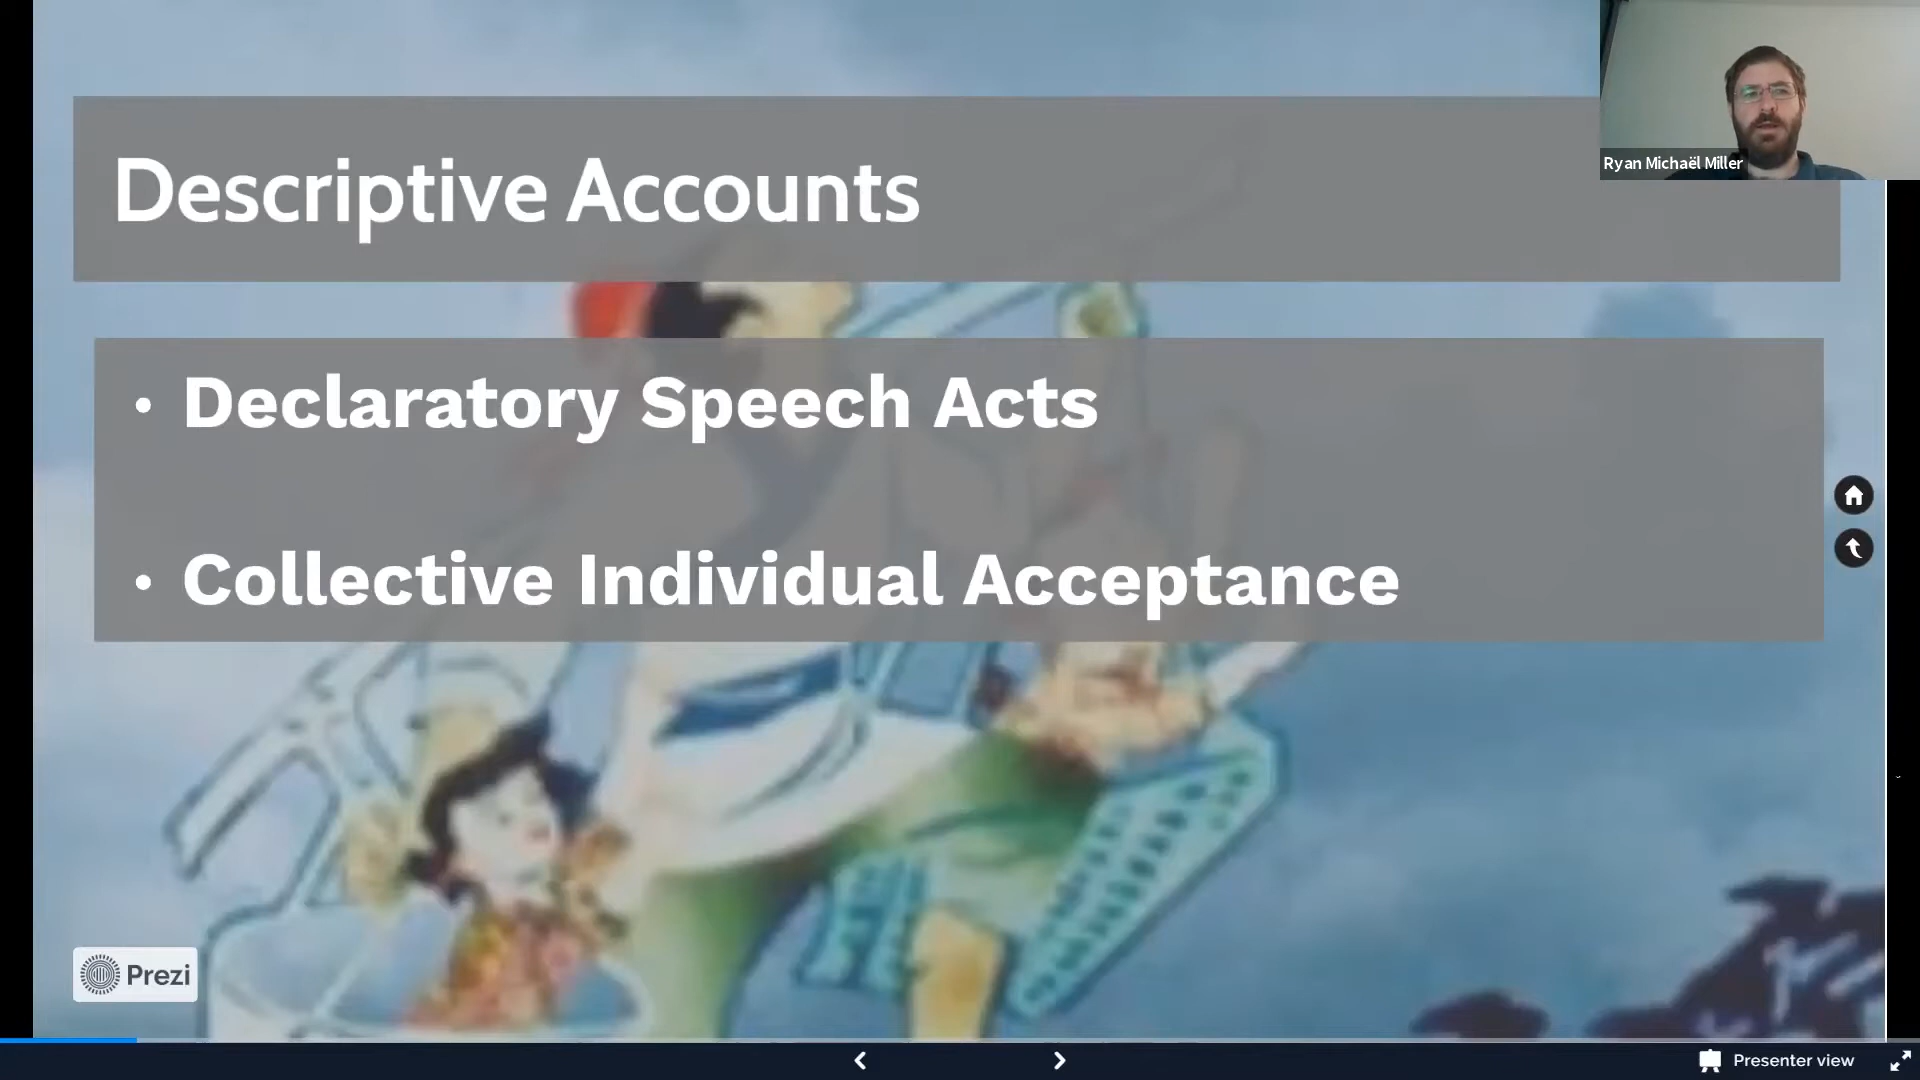 Descriptive Accounts
Ryan Michaël Miller
• Declaratory Speech Acts
• Collective Individual Acceptance
Prezi
Presenter view